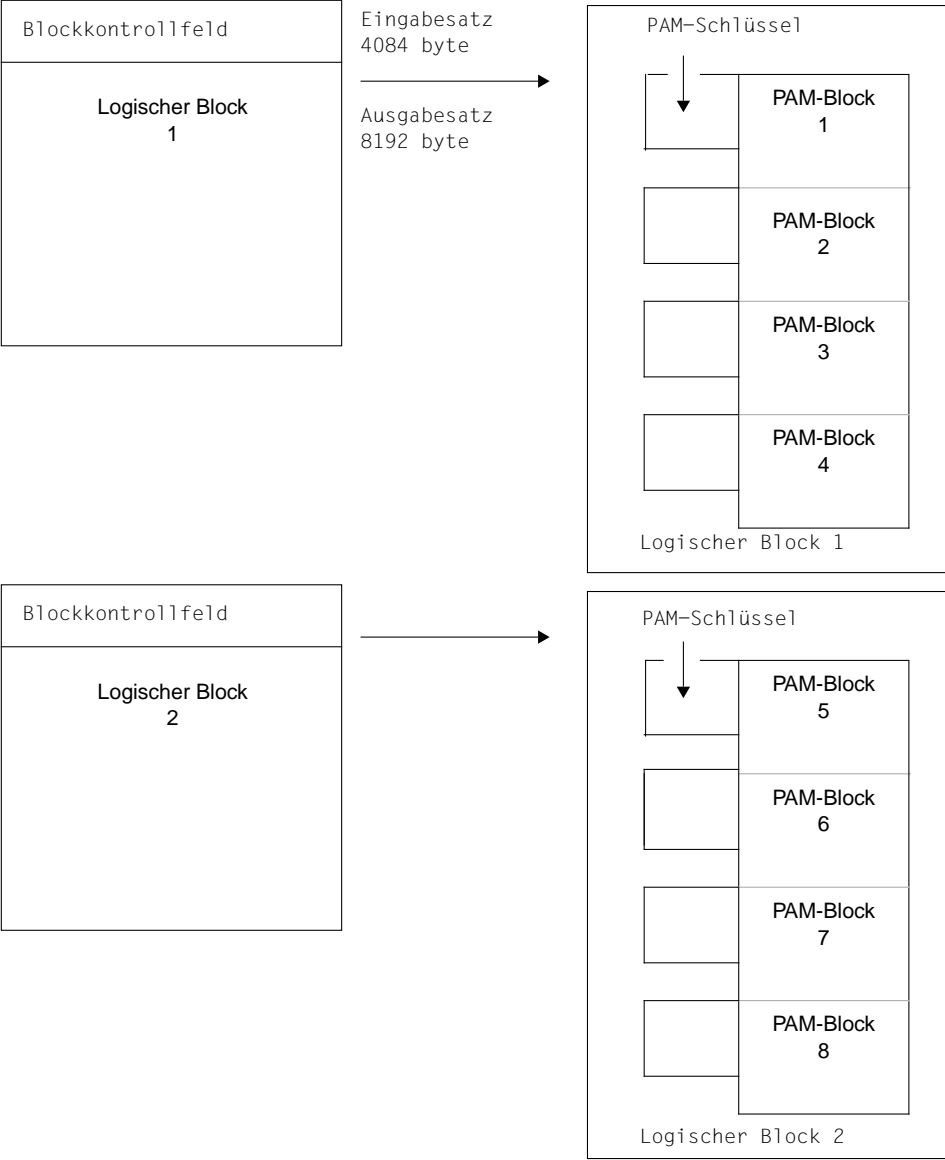 Blockkontrollfeld
Logischer Block
1
Eingabesatz
4084 byte
Ausgabesatz
8192 byte
PAM-Schlüssel
PAM-Block
1
PAM-Block
2
PAM-Block
3
PAM-Block
4
Logischer Block 1
Blockkontrollfeld
Logischer Block
2
PAM-Schlüssel
PAM-Block
5
PAM-Block
6
PAM-Block
7
PAM-Block
8
Logischer Block 2